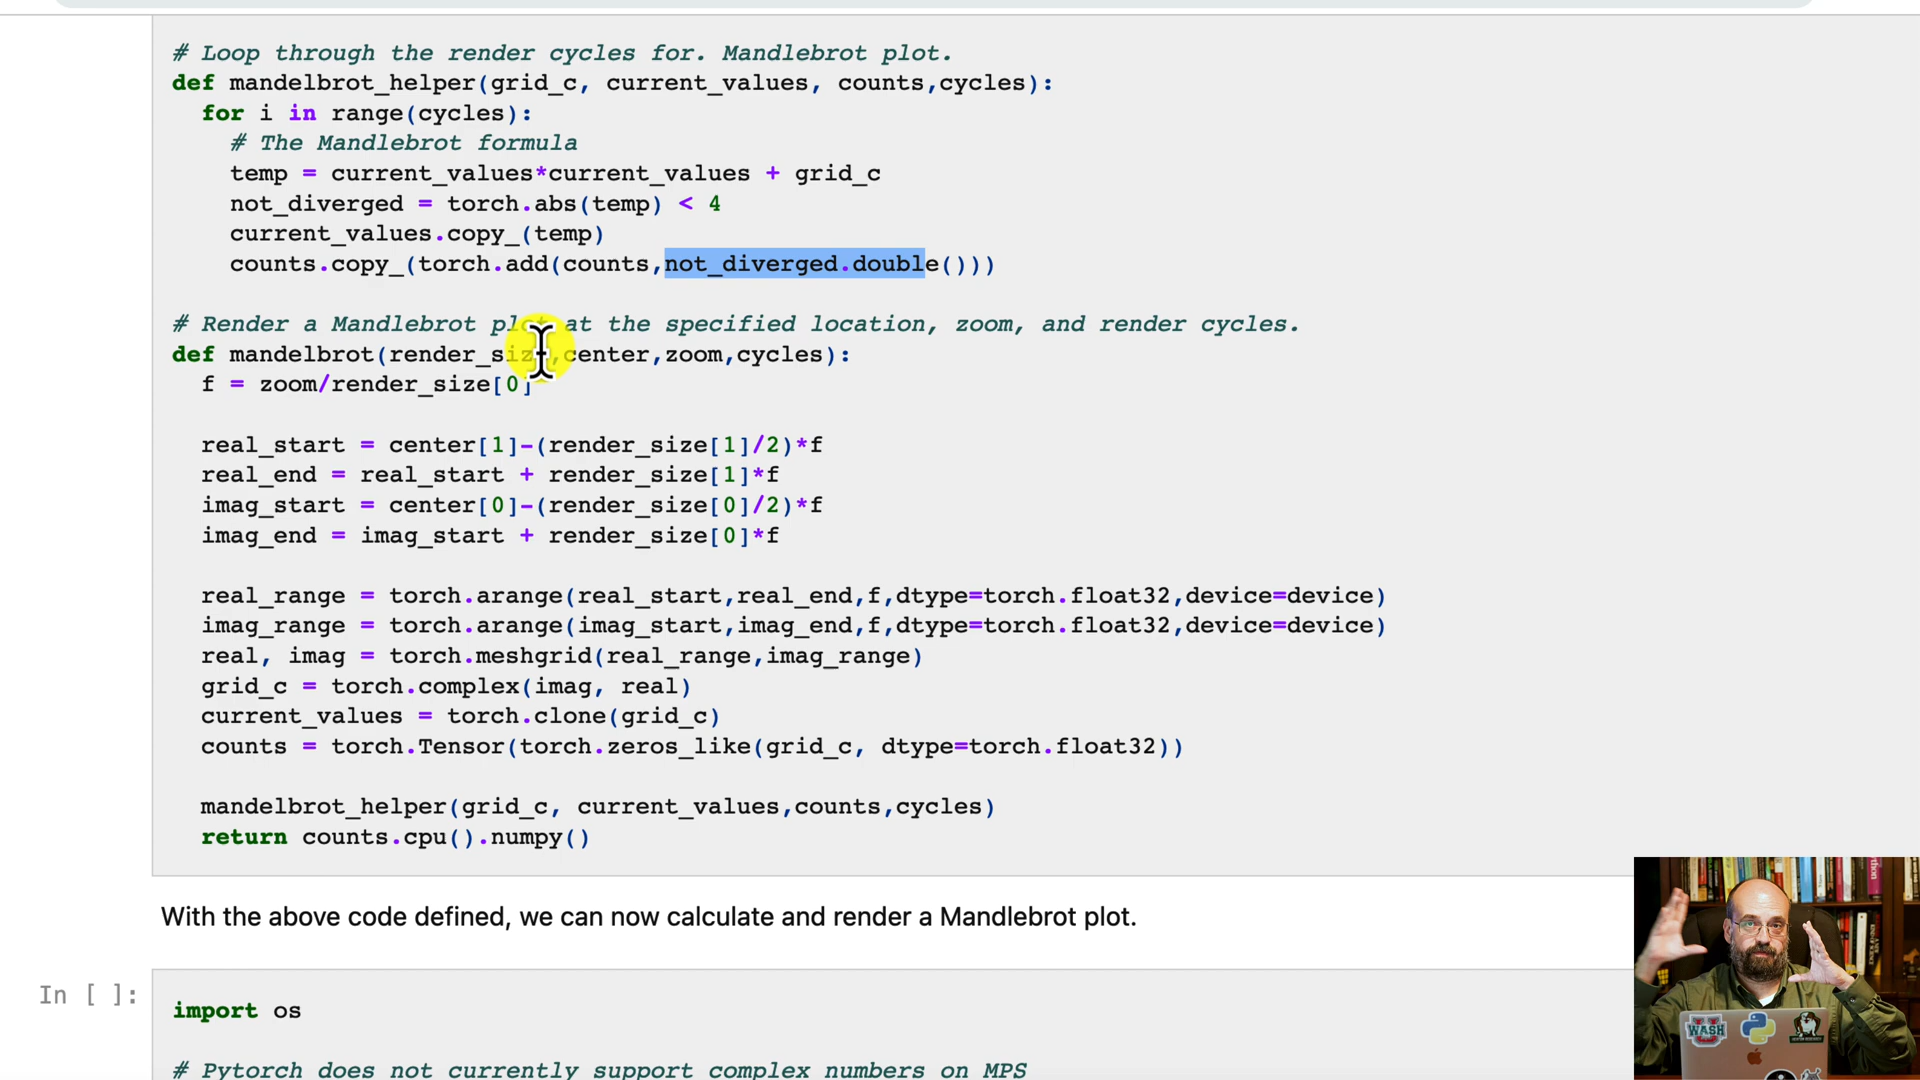 # Loop through the render cycles for. Mandlebrot plot.
def mandelbrot_helper(grid_c, current_values, counts,cycles):
  for i in range(cycles):
    # The Mandlebrot formula
    temp = current_values*current_values + grid_c
    not_diverged = torch.abs(temp) < 4
    current_values.copy_(temp)
    counts.copy_(torch.add(counts,not_diverged.double()))
# Render a Mandlebrot plot at the specified location, zoom, and render cycles.
def mandelbrot(render_size,center,zoom,cycles):
  f = zoom/render_size[0]
  real_start = center[1]-(render_size[1]/2)*f
  real_end = real_start + render_size[1]*f
  imag_start = center[0]-(render_size[0]/2)*f
  imag_end = imag_start + render_size[0]*f
  real_range = torch.arange(real_start,real_end,f,dtype=torch.float32,device=device)
  imag_range = torch.arange(imag_start,imag_end,f,dtype=torch.float32,device=device)
  real, imag = torch.meshgrid(real_range,imag_range)
  grid_c = torch.complex(imag, real)
  current_values = torch.clone(grid_c)
  counts = torch.Tensor(torch.zeros_like(grid_c, dtype=torch.float32))
  mandelbrot_helper(grid_c, current_values,counts,cycles)
  return counts.cpu().numpy()
With the above code defined, we can now calculate and render a Mandlebrot plot.
In [ ]:
import os
# Pytorch does not currently support complex numbers on MPS
WASH